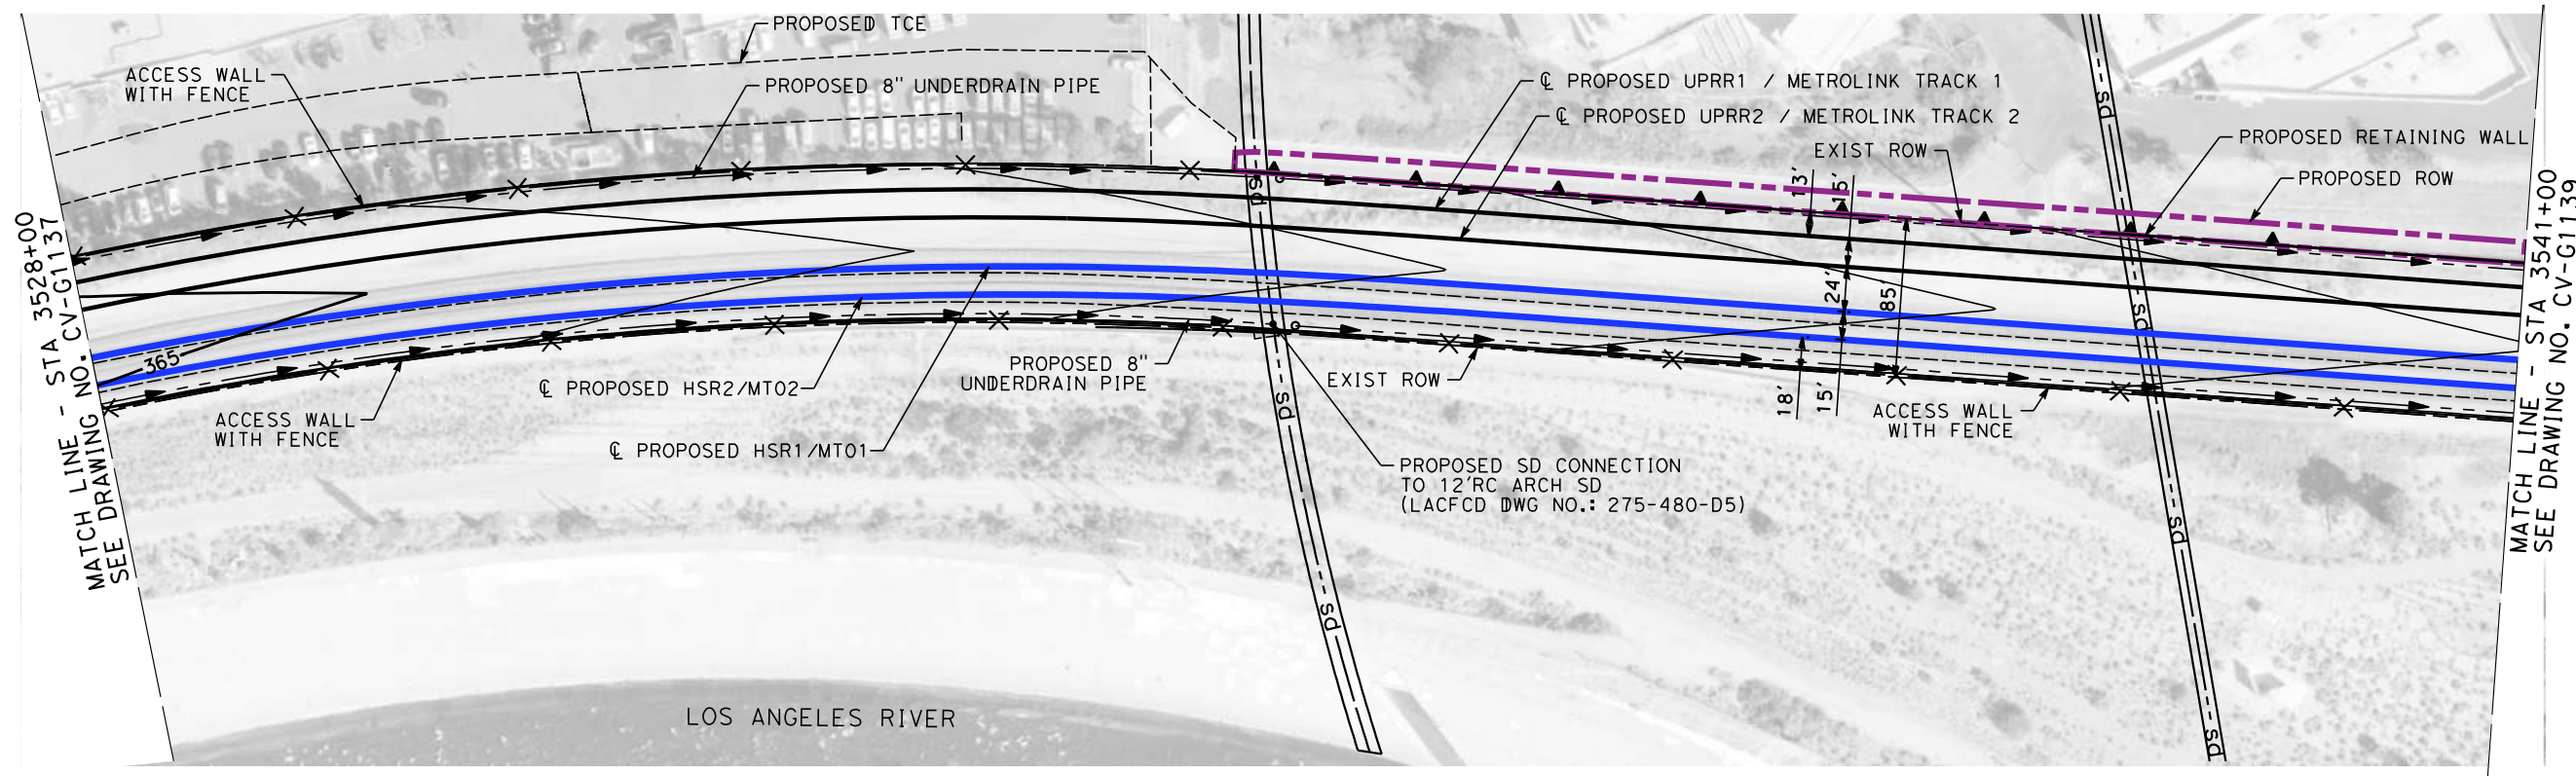 PROPOSED TCE
ACCESS WALL
WITH FENCE
PROPOSED 8" UNDERDRAIN PIPE
℄ PROPOSED UPRR1 / METROLINK TRACK 1
℄ PROPOSED UPRR2 / METROLINK TRACK 2
EXIST ROW
PROPOSED RETAINING WALL
PROPOSED ROW
MATCH LINE - STA 3528+00
SEE DRAWING NO. CV-G1137
365
13'
15'
24'
85'
18'
15'
sd
sd
sd
sd
sd
sd
sd
ACCESS WALL
WITH FENCE
℄ PROPOSED HSR2/MT02
℄ PROPOSED HSR1/MT01
PROPOSED 8"
UNDERDRAIN PIPE
EXIST ROW
PROPOSED SD CONNECTION
TO 12'RC ARCH SD
(LACFCD DWG NO.: 275-480-D5)
ACCESS WALL
WITH FENCE
LOS ANGELES RIVER
MATCH LINE - STA 3541+00
SEE DRAWING NO. CV-G1139